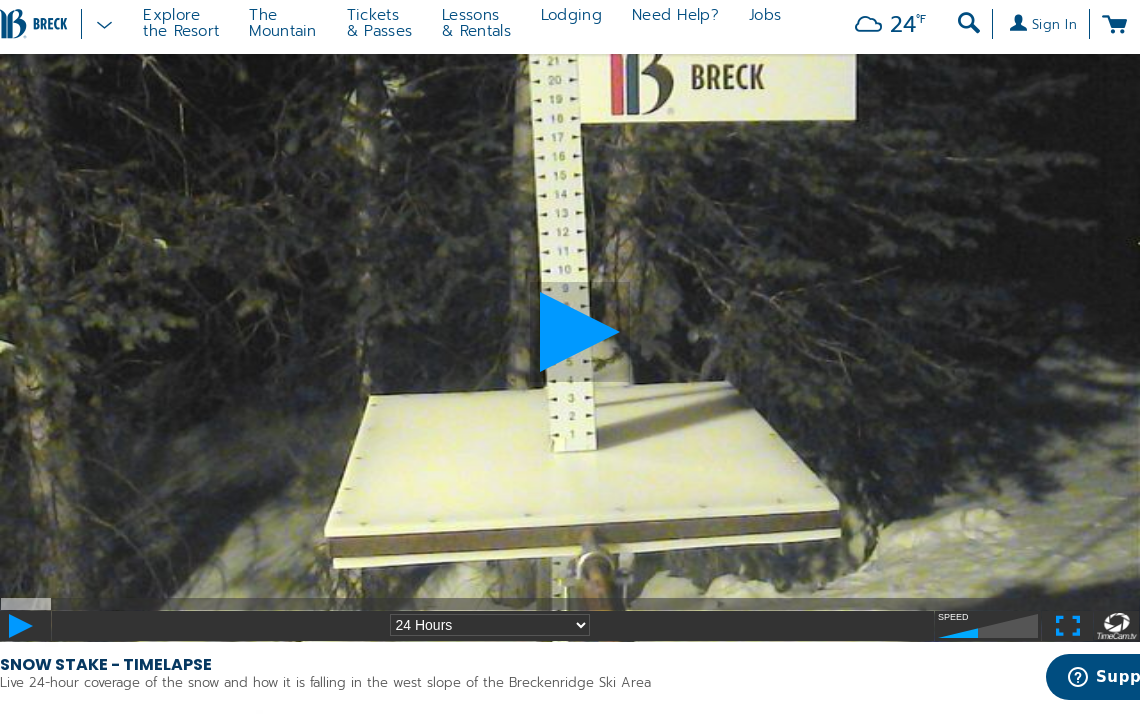 BRECK
Explore
the Resort
The
Mountain
Tickets
& Passes
Lessons
& Rentals
Lodging
Need Help?
Jobs
24°F
Sign In
21
20
19
18
17
16
15
14
13
12
11
10
9
5
4
3
2
1
BRECK
24 Hours
SPEED
TimeCam.tv
SNOW STAKE - TIMELAPSE
Live 24-hour coverage of the snow and how it is falling in the west slope of the Breckenridge Ski Area
Supp